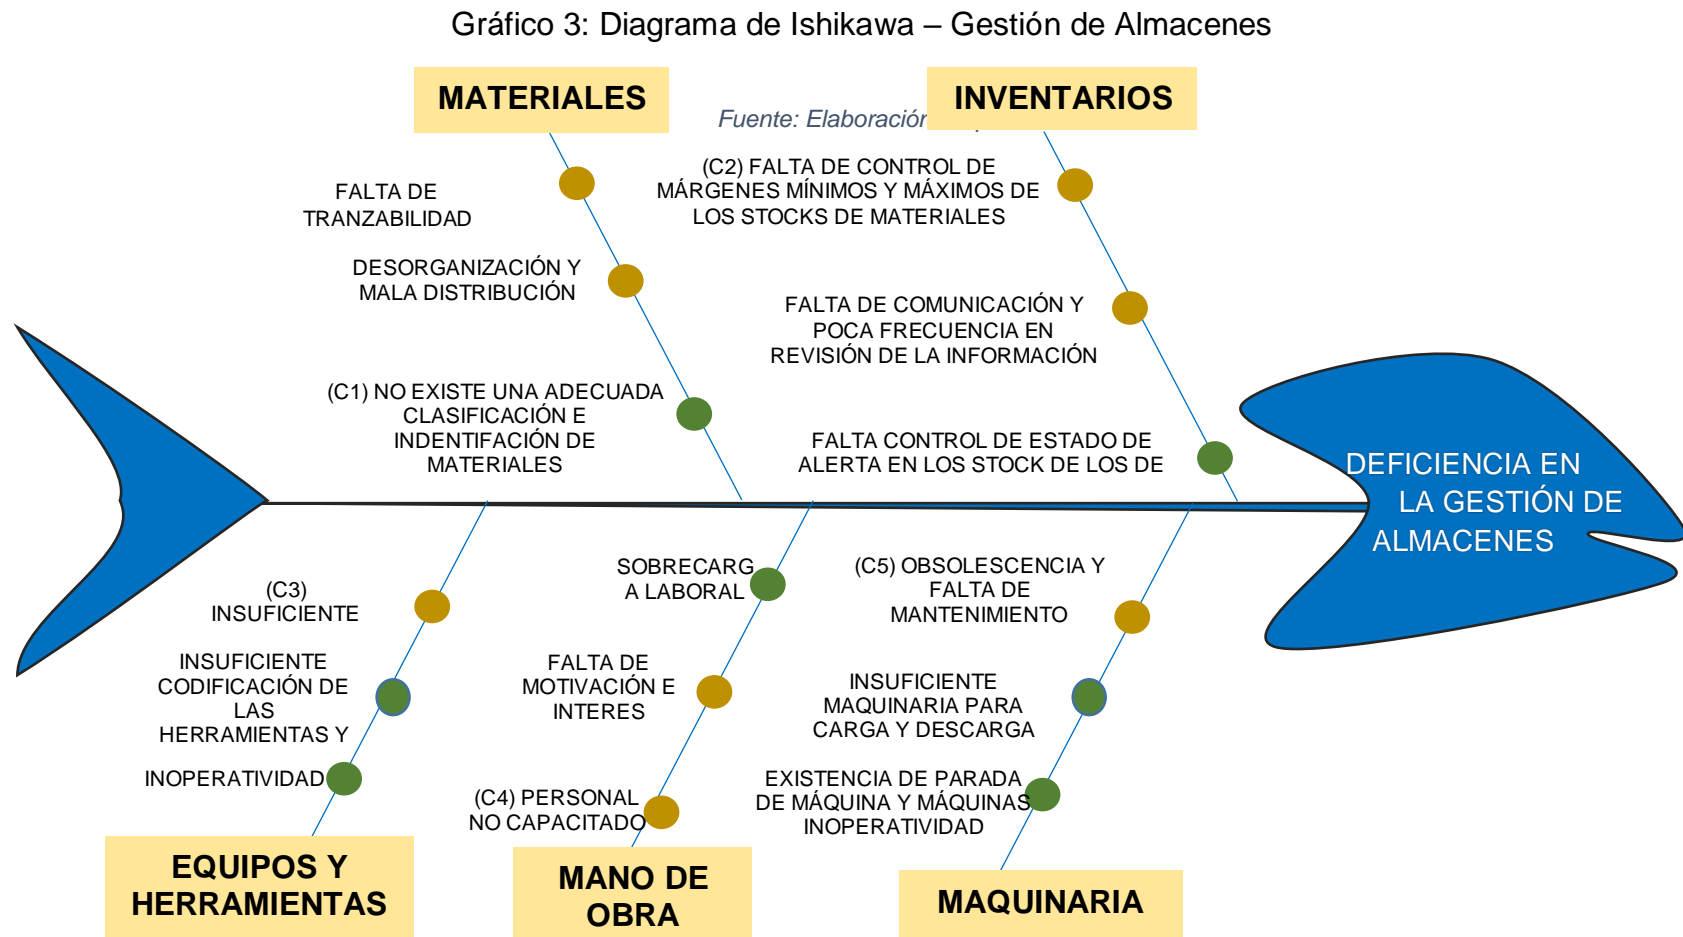 Gráfico 3: Diagrama de Ishikawa – Gestión de Almacenes
MATERIALES
INVENTARIOS
Fuente: Elaboración
FALTA DE
TRANZABILIDAD
DESORGANIZACIÓN Y
MALA DISTRIBUCIÓN
(C1) NO EXISTE UNA ADECUADA
CLASIFICACIÓN E
INDENTIFACIÓN DE
MATERIALES
(C2) FALTA DE CONTROL DE
MÁRGENES MÍNIMOS Y MÁXIMOS DE
LOS STOCKS DE MATERIALES
FALTA DE COMUNICACIÓN Y
POCA FRECUENCIA EN
REVISIÓN DE LA INFORMACIÓN
FALTA CONTROL DE ESTADO DE
ALERTA EN LOS STOCK DE LOS DE
DEFICIENCIA EN
LA GESTIÓN DE
ALMACENES
(C3)
INSUFICIENTE
INSUFICIENTE
CODIFICACIÓN DE
LAS
HERRAMIENTAS Y
INOPERATIVIDAD
SOBRECARG
A LABORAL
FALTA DE
MOTIVACIÓN E
INTERES
(C4) PERSONAL
NO CAPACITADO
(C5) OBSOLESCENCIA Y
FALTA DE
MANTENIMIENTO
INSUFICIENTE
MAQUINARIA PARA
CARGA Y DESCARGA
EXISTENCIA DE PARADA
DE MÁQUINA Y MÁQUINAS
INOPERATIVIDAD
EQUIPOS Y
HERRAMIENTAS
MANO DE
OBRA
MAQUINARIA